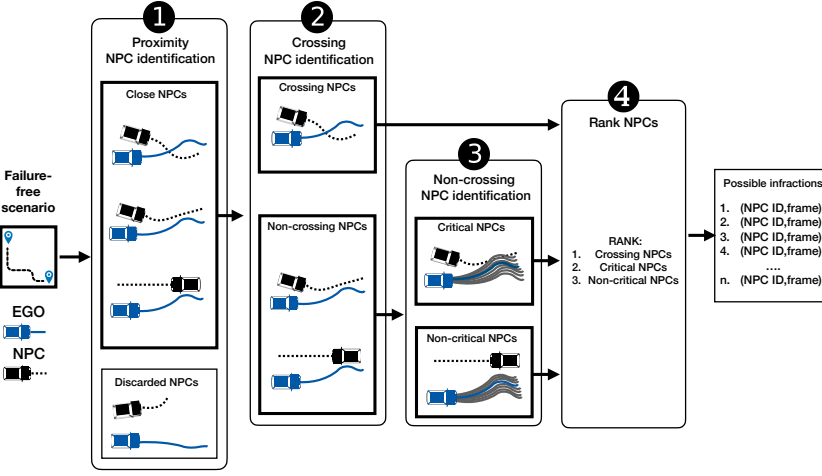 Failure-
free
scenario
EGO
NPC
1
Proximity
NPC identification
Close NPCs
Discarded NPCs
2
Crossing
NPC identification
Crossing NPCs
Non-crossing NPCs
3
Non-crossing
NPC identification
Critical NPCs
Non-critical NPCs
4
Rank NPCs
RANK:
1. Crossing NPCs
2. Critical NPCs
3. Non-critical NPCs
Possible infractions
1. (NPC ID,frame)
2. (NPC ID,frame)
3. (NPC ID,frame)
4. (NPC ID,frame)
....
n. (NPC ID,frame)